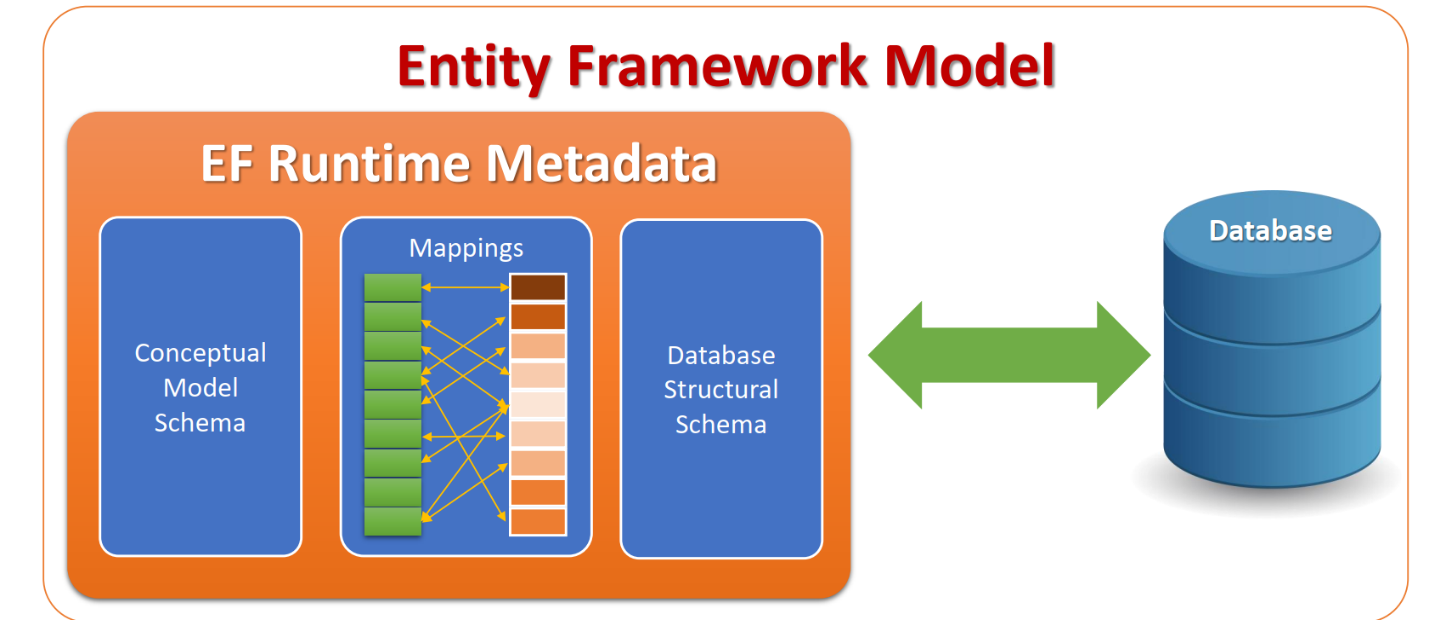 Entity Framework Model
EF Runtime Metadata
Conceptual
Model
Schema
Mappings
Database
Structural
Schema
Database